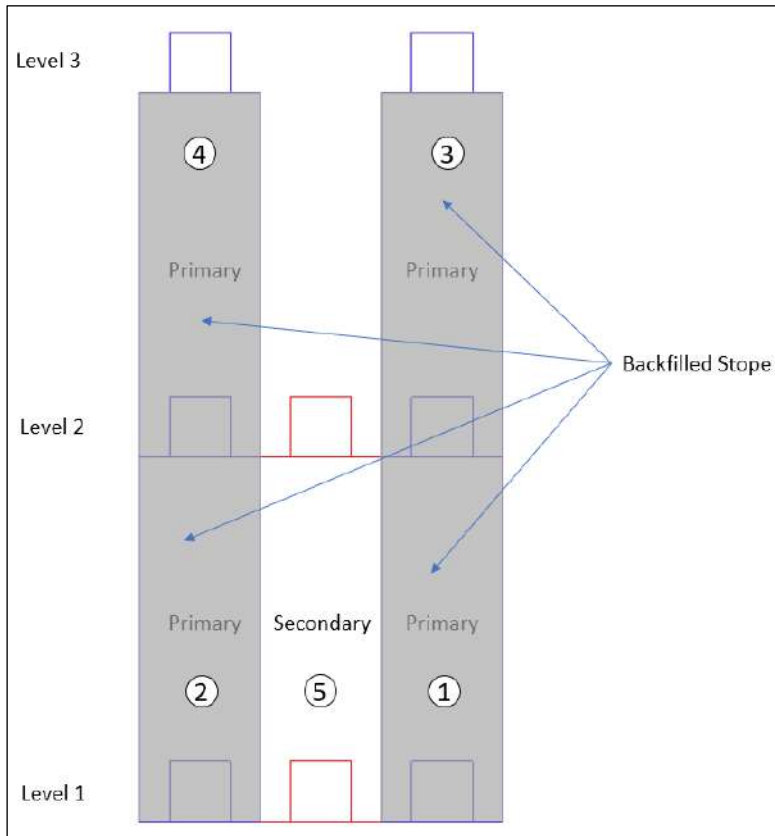 Level 3
4
3
Primary
Primary
Backfilled Stope
Level 2
Primary
Secondary
Primary
2
5
1
Level 1